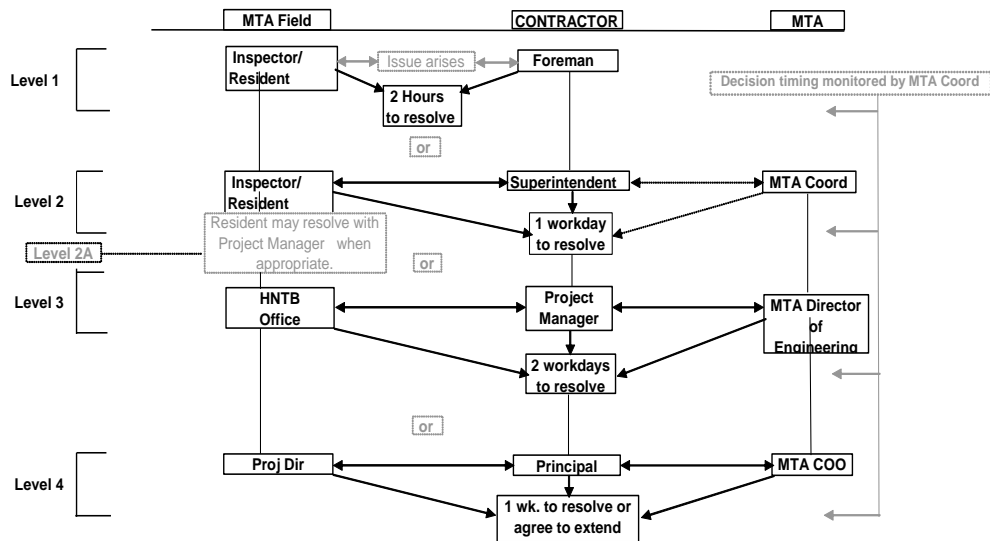 MTA Field
CONTRACTOR
MTA
Level 1
Inspector/
Resident
Issue arises
Foreman
2 Hours
to resolve
Decision timing monitored by MTA Coord
or
Level 2
Inspector/
Resident
Superintendent
MTA Coord
1 workday
to resolve
Level 2A
Resident may resolve with
Project Manager when
appropriate.
or
Level 3
HNTB
Office
Project
Manager
MTA Director
of
Engineering
2 workdays
to resolve
or
Level 4
Proj Dir
Principal
MTA COO
1 wk. to resolve or
agree to extend